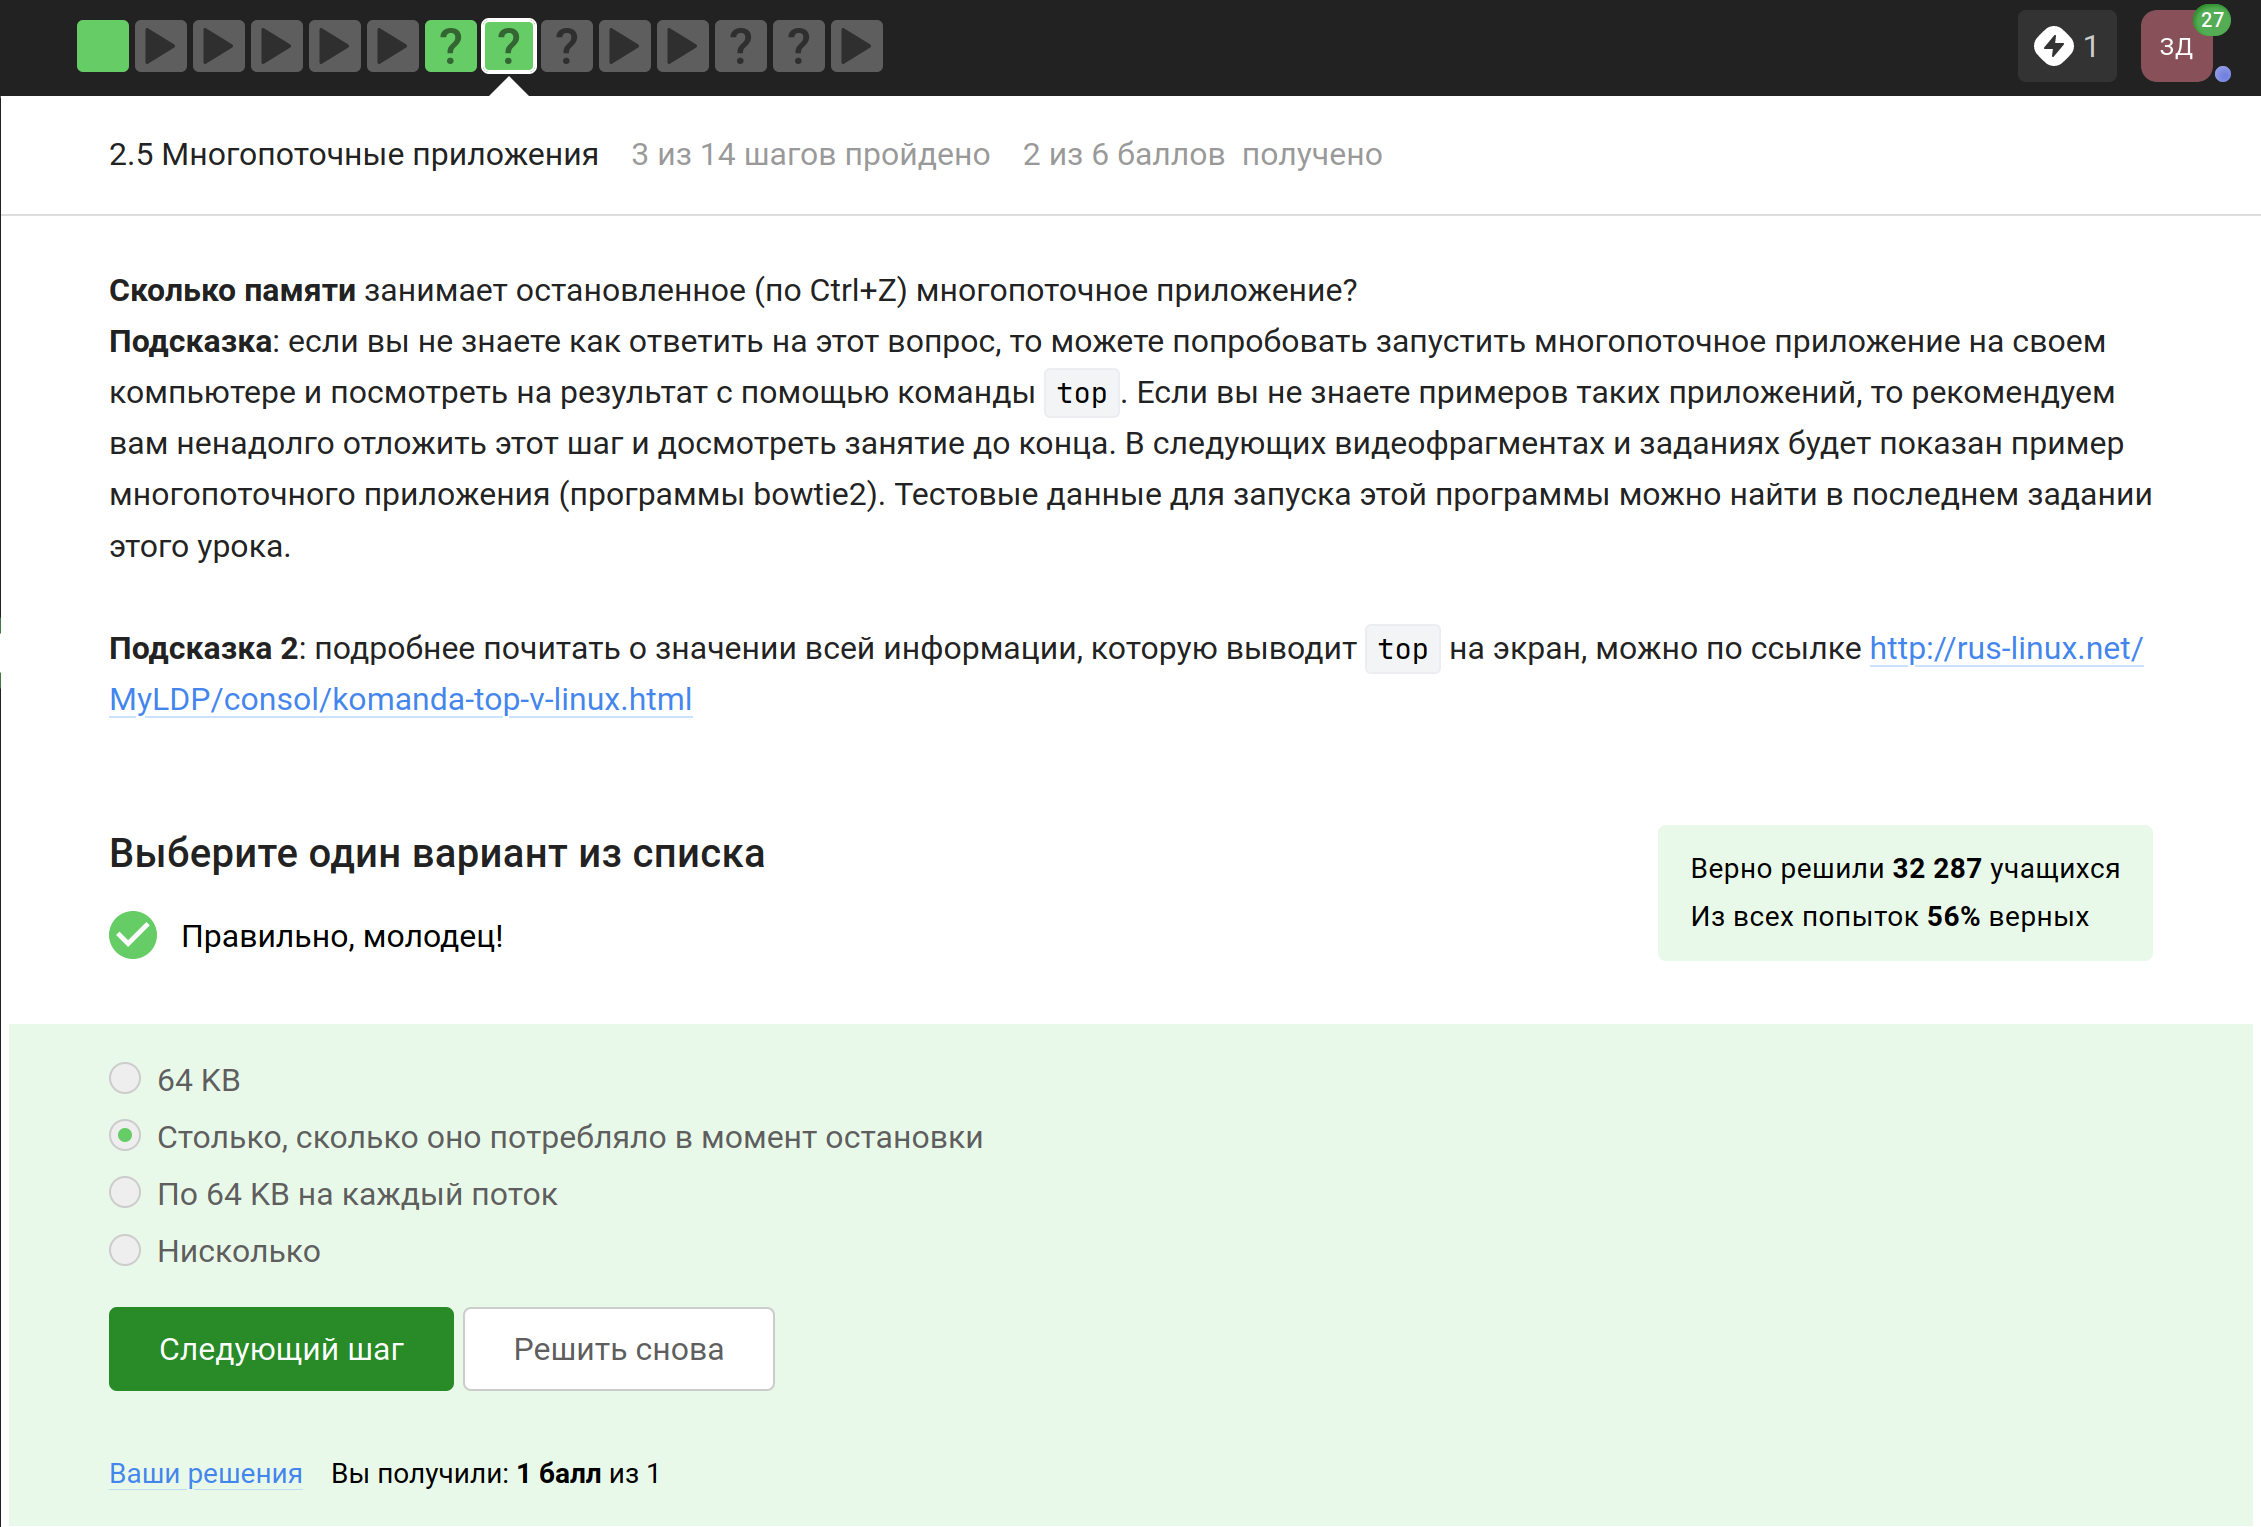 ? ? ? ? ?
1
ЗД
27
2.5 Многопоточные приложения 3 из 14 шагов пройдено 2 из 6 баллов получено
Сколько памяти занимает остановленное (по Ctrl+Z) многопоточное приложение?
Подсказка: если вы не знаете как ответить на этот вопрос, то можете попробовать запустить многопоточное приложение на своем
компьютере и посмотреть на результат с помощью команды top. Если вы не знаете примеров таких приложений, то рекомендуем
вам ненадолго отложить этот шаг и досмотреть занятие до конца. В следующих видеофрагментах и заданиях будет показан пример
многопоточного приложения (программы bowtie2). Тестовые данные для запуска этой программы можно найти в последнем задании
этого урока.
Подсказка 2: подробнее почитать о значении всей информации, которую выводит top на экран, можно по ссылке http://rus-linux.net/
MyLDP/consol/komanda-top-v-linux.html
Выберите один вариант из списка
Правильно, молодец!
Верно решили 32 287 учащихся
Из всех попыток 56% верных
64 KB
Столько, сколько оно потребляло в момент остановки
По 64 KB на каждый поток
Нисколько
Следующий шаг
Решить снова
Ваши решения Вы получили: 1 балл из 1